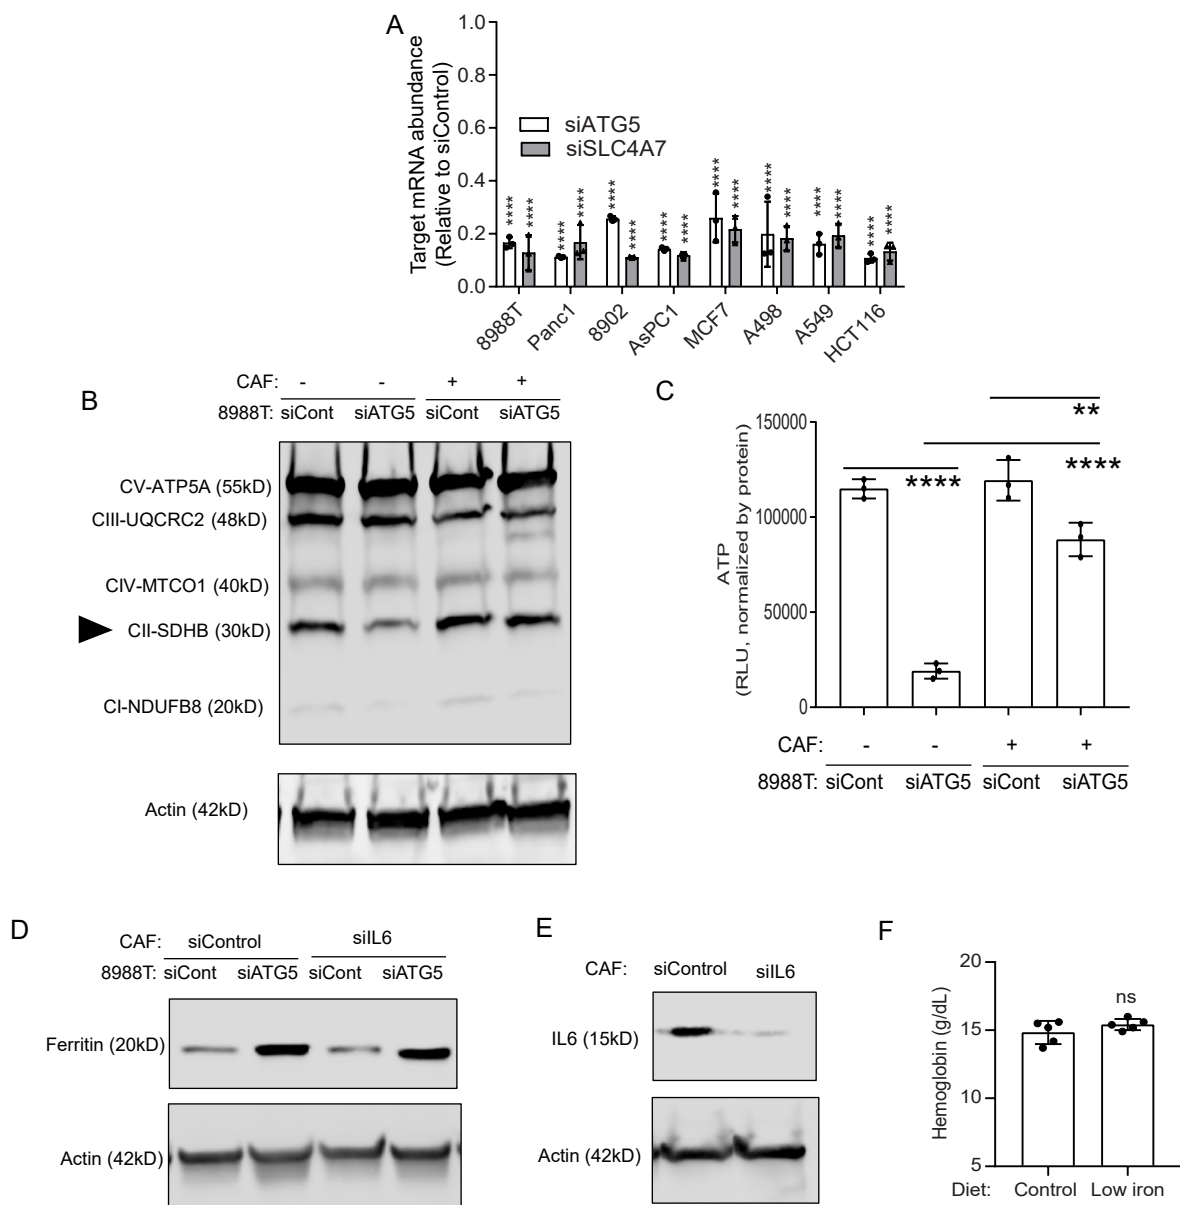 A
Target mRNA abundance
(Relative to siControl)
1.0
0.8
0.6
0.4
0.2
0.0
siATG5
siSLC4A7
**** **** **** **** **** **** **** **** **** **** **** **** **** **** **** ****
8988T Panc1 8902 AsPC1 MCF7 A498 A549 HCT116
B
CAF: - - + +
8988T: siCont siATG5 siCont siATG5
CV-ATP5A (55kD)
CIII-UQCRC2 (48kD)
CIV-MTCO1 (40kD)
CII-SDHB (30kD)
CI-NDUFB8 (20kD)
Actin (42kD)
C
ATP
(RLU, normalized by protein)
150000
100000
50000
0
**
**** ****
CAF: - - + +
8988T: siCont siATG5 siCont siATG5
D
CAF: siControl siIL6
8988T: siCont siATG5 siCont siATG5
Ferritin (20kD)
Actin (42kD)
E
CAF: siControl siIL6
IL6 (15kD)
Actin (42kD)
F
Hemoglobin (g/dL)
20
15
10
5
ns
Diet: Control Low iron